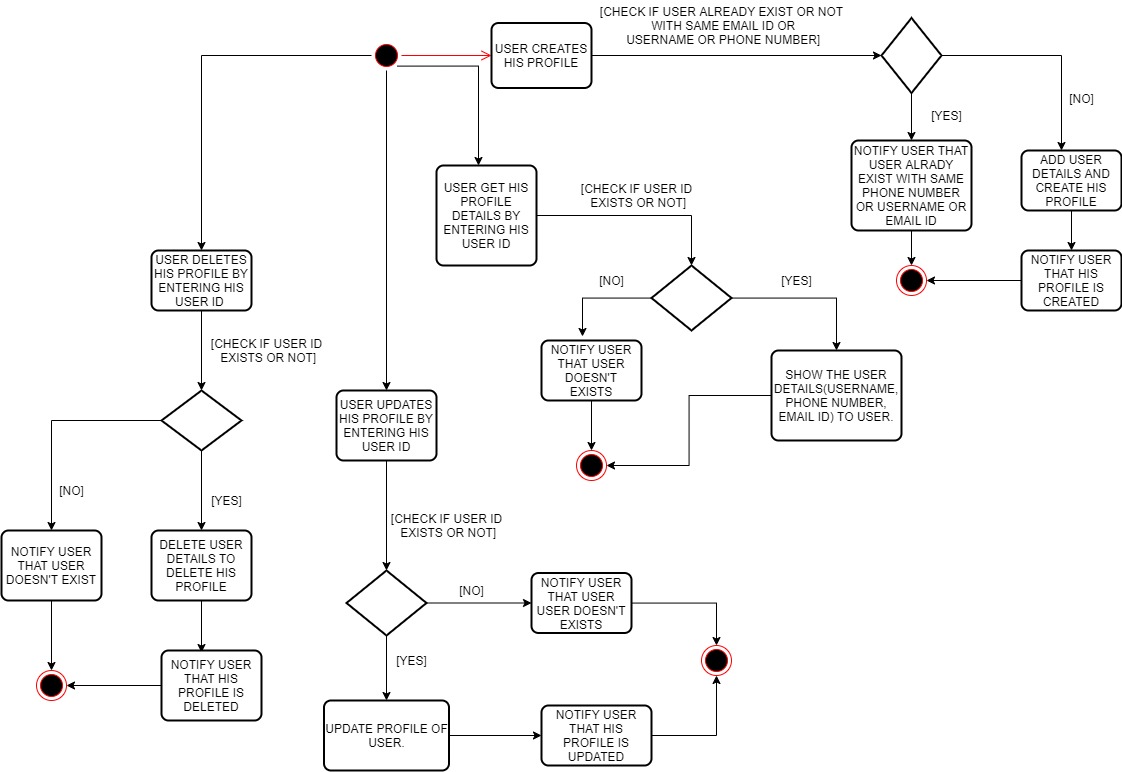 [CHECK IF USER ALREADY EXIST OR NOT
WITH SAME EMAIL ID OR
USERNAME OR PHONE NUMBER]
USER CREATES
HIS PROFILE
[NO]
[YES]
NOTIFY USER THAT
USER ALRADY
EXIST WITH SAME
PHONE NUMBER
OR USERNAME OR
EMAIL ID
ADD USER
DETAILS AND
CREATE HIS
PROFILE
NOTIFY USER
THAT HIS
PROFILE IS
CREATED
USER GET HIS
PROFILE
DETAILS BY
ENTERING HIS
USER ID
[CHECK IF USER ID
EXISTS OR NOT]
[NO]
[YES]
NOTIFY USER
THAT USER
DOESN'T
EXISTS
SHOW THE USER
DETAILS(USERNAME,
PHONE NUMBER,
EMAIL ID) TO USER.
USER DELETES
HIS PROFILE BY
ENTERING HIS
USER ID
[CHECK IF USER ID
EXISTS OR NOT]
[NO]
[YES]
NOTIFY USER
THAT USER
DOESN'T EXIST
DELETE USER
DETAILS TO
DELETE HIS
PROFILE
NOTIFY USER
THAT HIS
PROFILE IS
DELETED
USER UPDATES
HIS PROFILE BY
ENTERING HIS
USER ID
[CHECK IF USER ID
EXISTS OR NOT]
[NO]
NOTIFY USER
THAT USER
USER DOESN'T
EXISTS
[YES]
UPDATE PROFILE OF
USER.
NOTIFY USER
THAT HIS
PROFILE IS
UPDATED